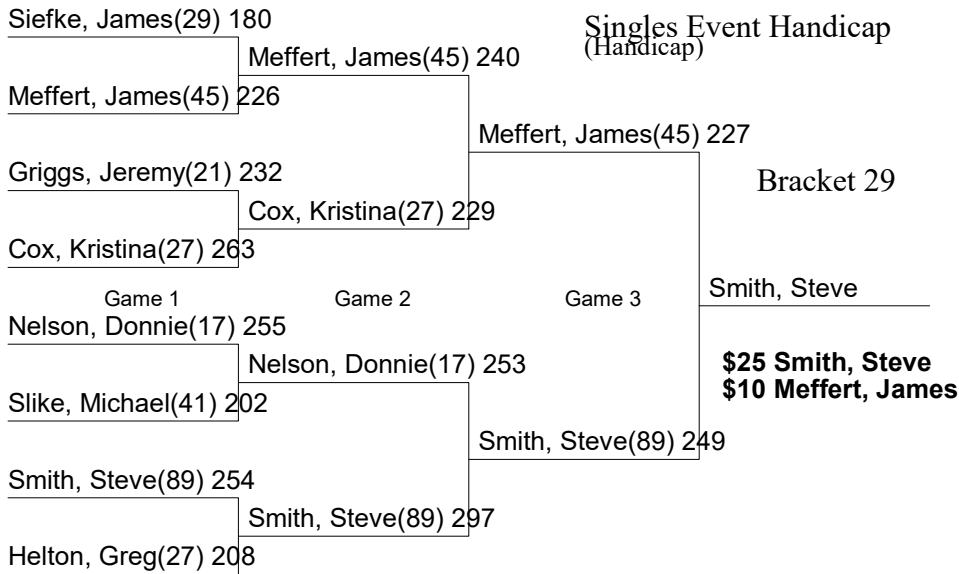 Siefke, James(29) 180
Singles Event Handicap
(Handicap)
Meffert, James(45) 240
Meffert, James(45) 226
Meffert, James(45) 227
Griggs, Jeremy(21) 232
Bracket 29
Cox, Kristina(27) 229
Cox, Kristina(27) 263
Game 1
Game 2
Game 3
Smith, Steve
Nelson, Donnie(17) 255
Nelson, Donnie(17) 253
$25 Smith, Steve
$10 Meffert, James
Slike, Michael(41) 202
Smith, Steve(89) 249
Smith, Steve(89) 254
Smith, Steve(89) 297
Helton, Greg(27) 208